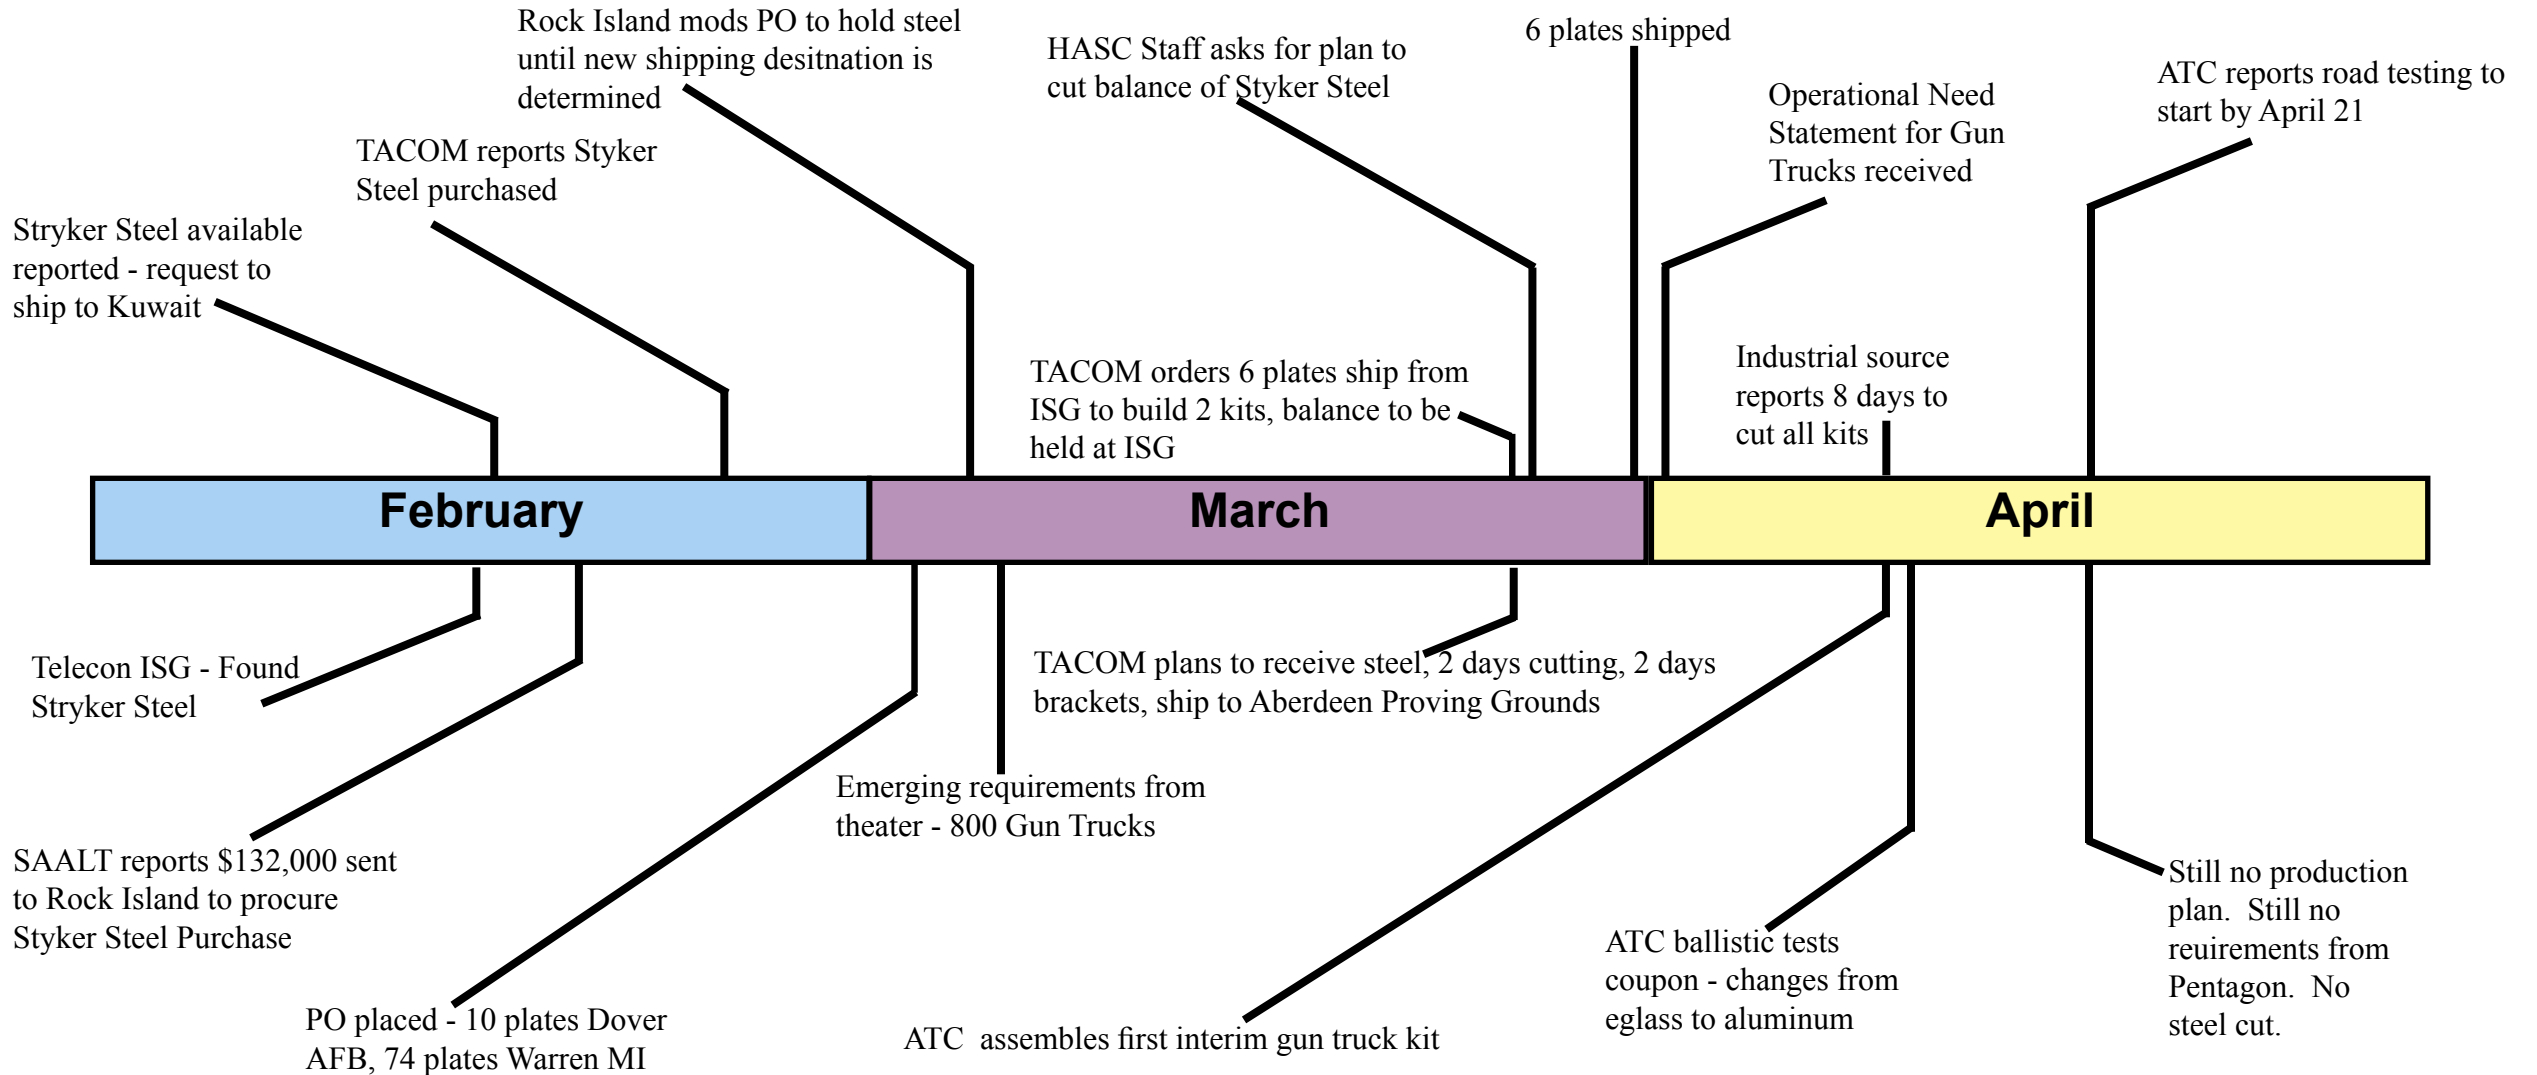 Rock Island mods PO to hold steel
until new shipping desitnation is
determined
HASC Staff asks for plan to
cut balance of Styker Steel
6 plates shipped
Operational Need
Statement for Gun
Trucks received
ATC reports road testing to
start by April 21
TACOM reports Styker
Steel purchased
Stryker Steel available
reported - request to
ship to Kuwait
TACOM orders 6 plates ship from
ISG to build 2 kits, balance to be
held at ISG
Industrial source
reports 8 days to
cut all kits
February
March
April
Telecon ISG - Found
Stryker Steel
TACOM plans to receive steel, 2 days cutting, 2 days
brackets, ship to Aberdeen Proving Grounds
Emerging requirements from
theater - 800 Gun Trucks
SAALT reports $132,000 sent
to Rock Island to procure
Styker Steel Purchase
PO placed - 10 plates Dover
AFB, 74 plates Warren MI
ATC  assembles first interim gun truck kit
ATC ballistic tests
coupon - changes from
eglass to aluminum
Still no production
plan.  Still no
reuirements from
Pentagon.  No
steel cut.